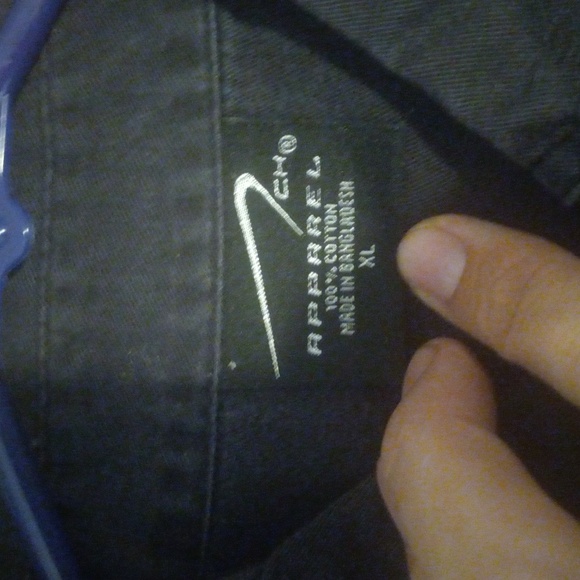 CH®
APPAREL
100% COTTON
MADE IN BANGLADESH
XL